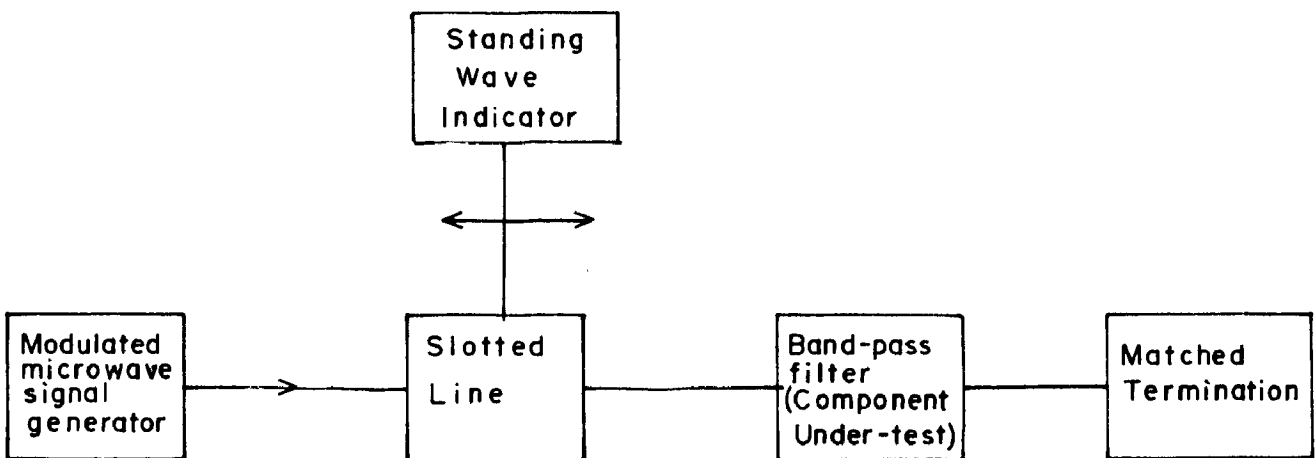 Standing
Wave
Indicator
Modulated
microwave
signal
generator
Slotted
Line
Band-pass
filter
(Component
Under-test)
Matched
Termination